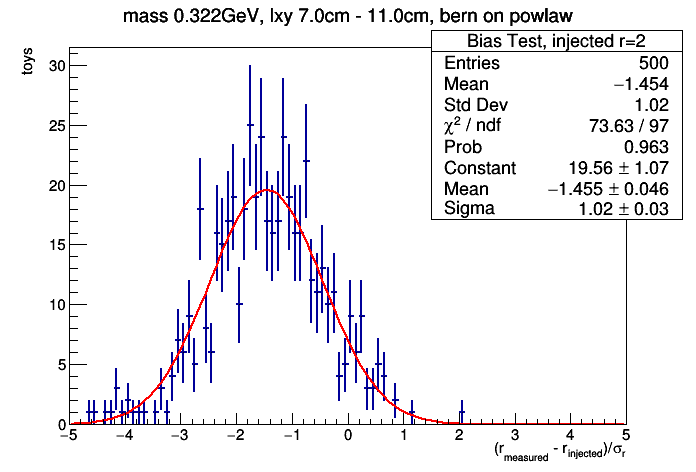 mass 0.322GeV, lxy 7.0cm - 11.0cm, bern on powlaw
Bias Test, injected r=2
Entries 500
Mean −1.454
Std Dev 1.02
χ² / ndf 73.63 / 97
Prob 0.963
Constant 19.56 ± 1.07
Mean −1.455 ± 0.046
Sigma 1.02 ± 0.03
toys
30
25
20
15
10
5
0
−5 −4 −3 −2 −1 0 1 2 3 4 5
(r_measured - r_injected)/σ_r